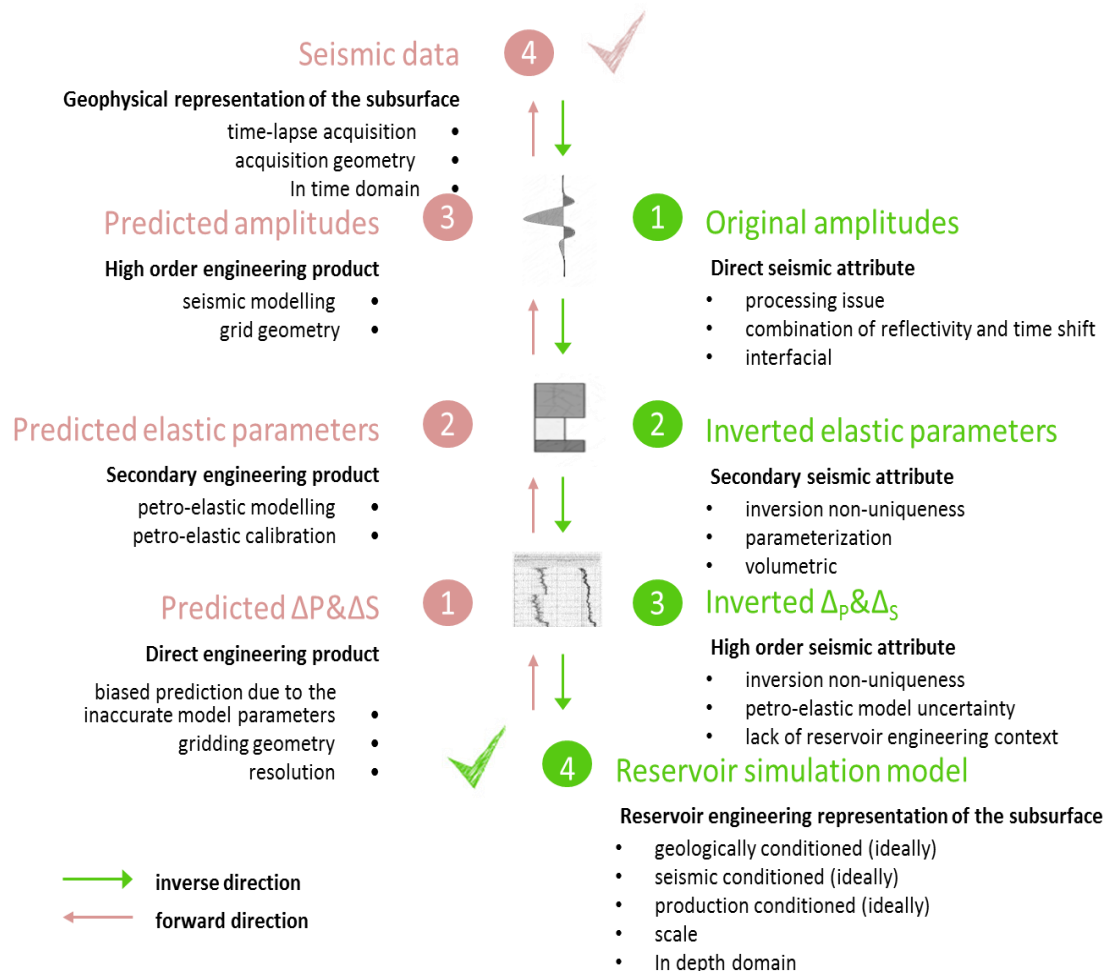 Seismic data
4
Geophysical representation of the subsurface
time-lapse acquisition •
acquisition geometry •
In time domain •
Predicted amplitudes
3
High order engineering product
seismic modelling •
grid geometry •
Predicted elastic parameters
2
Secondary engineering product
petro-elastic modelling •
petro-elastic calibration •
Predicted ΔP&ΔS
1
Direct engineering product
biased prediction due to the
inaccurate model parameters •
gridding geometry •
resolution •
1
Original amplitudes
Direct seismic attribute
• processing issue
• combination of reflectivity and time shift
• interfacial
2
Inverted elastic parameters
Secondary seismic attribute
• inversion non-uniqueness
• parameterization
• volumetric
3
Inverted Δ_P&Δ_S
High order seismic attribute
• inversion non-uniqueness
• petro-elastic model uncertainty
• lack of reservoir engineering context
4
Reservoir simulation model
Reservoir engineering representation of the subsurface
• geologically conditioned (ideally)
• seismic conditioned (ideally)
• production conditioned (ideally)
• scale
• In depth domain
inverse direction
forward direction